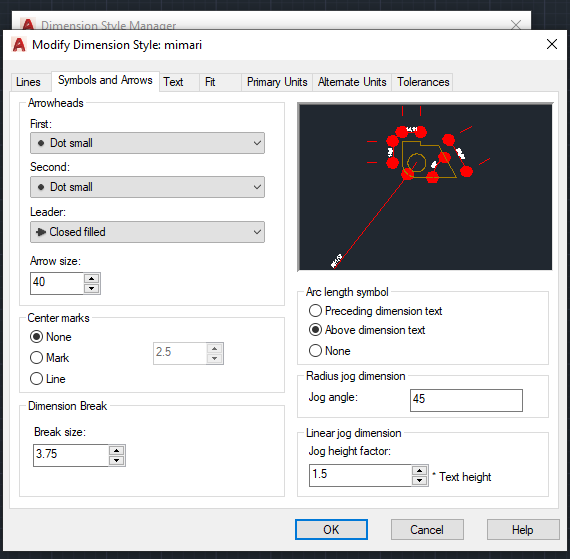 Dimension Style Manager
Modify Dimension Style: mimari
Lines Symbols and Arrows Text Fit Primary Units Alternate Units Tolerances
Arrowheads
First:
Dot small
Second:
Dot small
Leader:
Closed filled
Arrow size:
40
Center marks
None
Mark
2.5
Line
Dimension Break
Break size:
3.75
Arc length symbol
Preceding dimension text
Above dimension text
None
Radius jog dimension
Jog angle:
45
Linear jog dimension
Jog height factor:
1.5
* Text height
OK Cancel Help